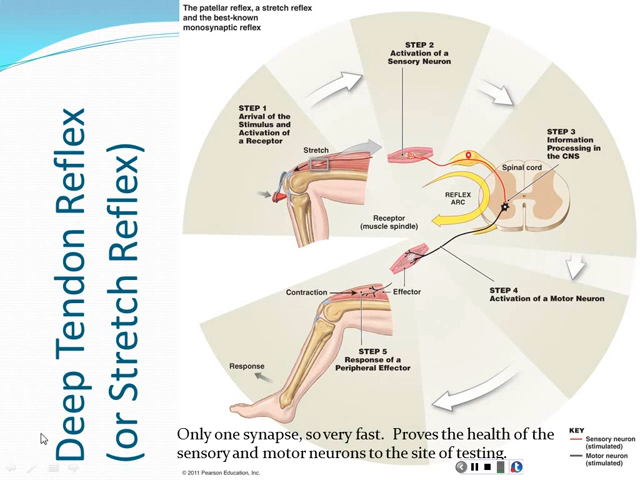 The patellar reflex, a stretch reflex
and the best-known
monosynaptic reflex
Deep Tendon Reflex
(or Stretch Reflex)
STEP 1
Arrival of the
Stimulus and
Activation of
a Receptor
Stretch
STEP 2
Activation of a
Sensory Neuron
STEP 3
Information
Processing in
the CNS
Spinal cord
REFLEX
ARC
Receptor
(muscle spindle)
STEP 4
Activation of a Motor Neuron
Contraction
Effector
STEP 5
Response of a
Peripheral Effector
Response
KEY
Sensory neuron
(stimulated)
Motor neuron
(stimulated)
Only one synapse, so very fast. Proves the health of the
sensory and motor neurons to the site of testing.
© 2011 Pearson Education, Inc.